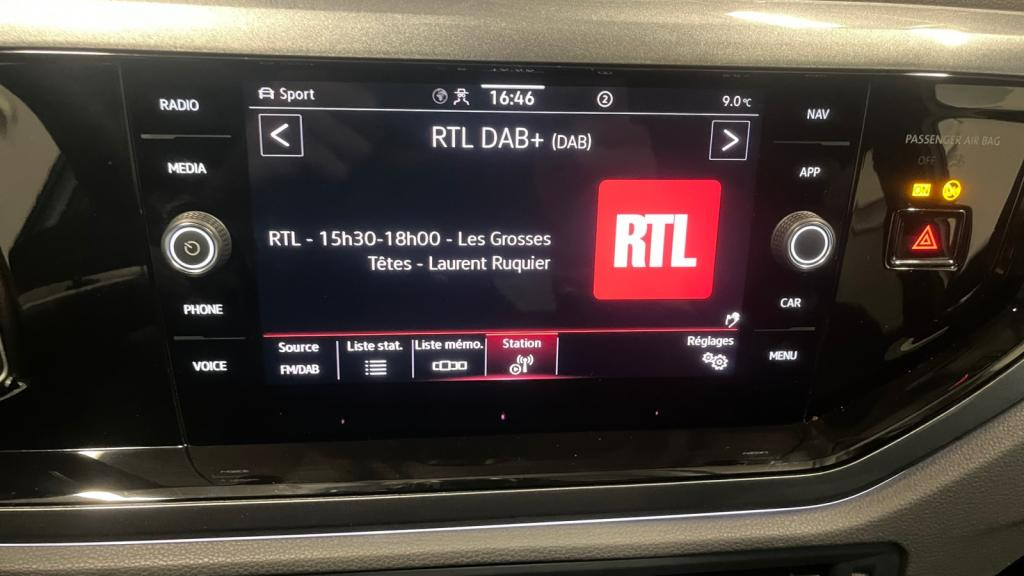 RADIO
MEDIA
PHONE
VOICE
Sport
16:46
2
9.0°C
RTL DAB+ (DAB)
RTL - 15h30-18h00 - Les Grosses
Têtes - Laurent Ruquier
RTL
Source
FM/DAB
Liste stat.
Liste mémo.
Station
Réglages
NAV
APP
CAR
MENU
PASSENGER AIR BAG
OFF
ON